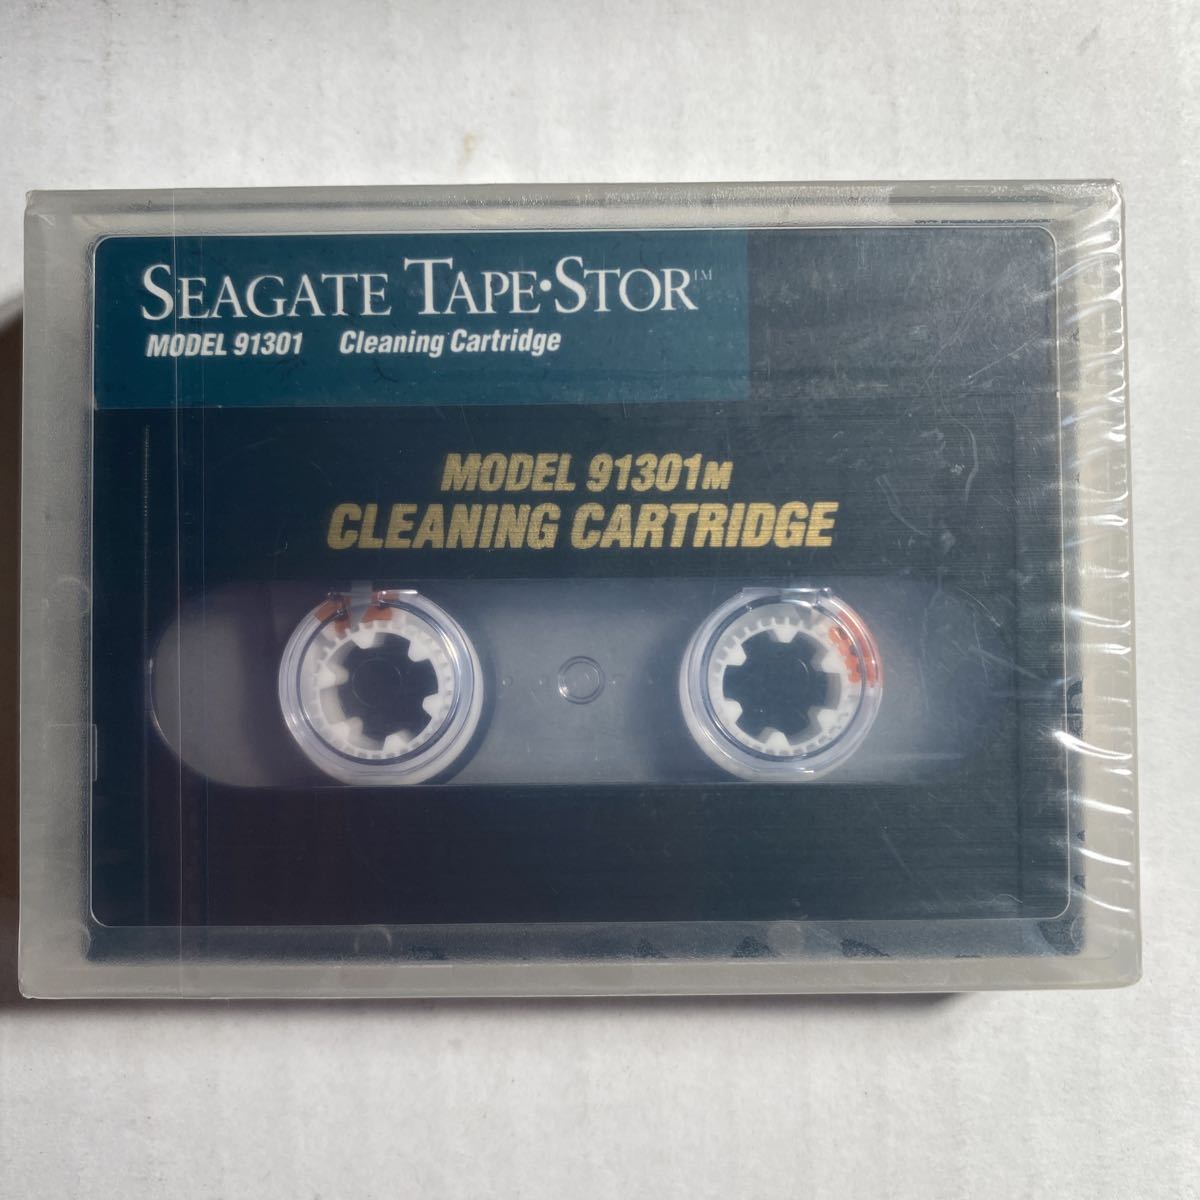 SEAGATE TAPE•STOR™
MODEL 91301 Cleaning Cartridge
MODEL 91301M
CLEANING CARTRIDGE